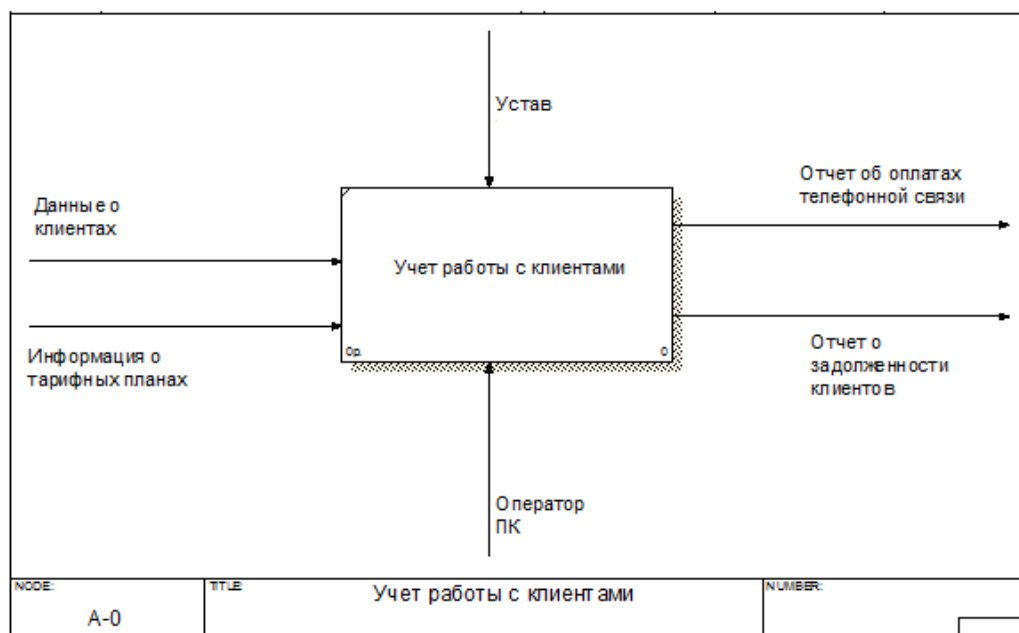 Устав
Отчет об оплатах
телефонной связи
Данные о
клиентах
Учет работы с клиентами
Информация о
тарифных планах
0р.
0
Отчет о
задолженности
клиентов
Оператор
ПК
NODE:
TITLE:
Учет работы с клиентами
NUMBER:
A-0